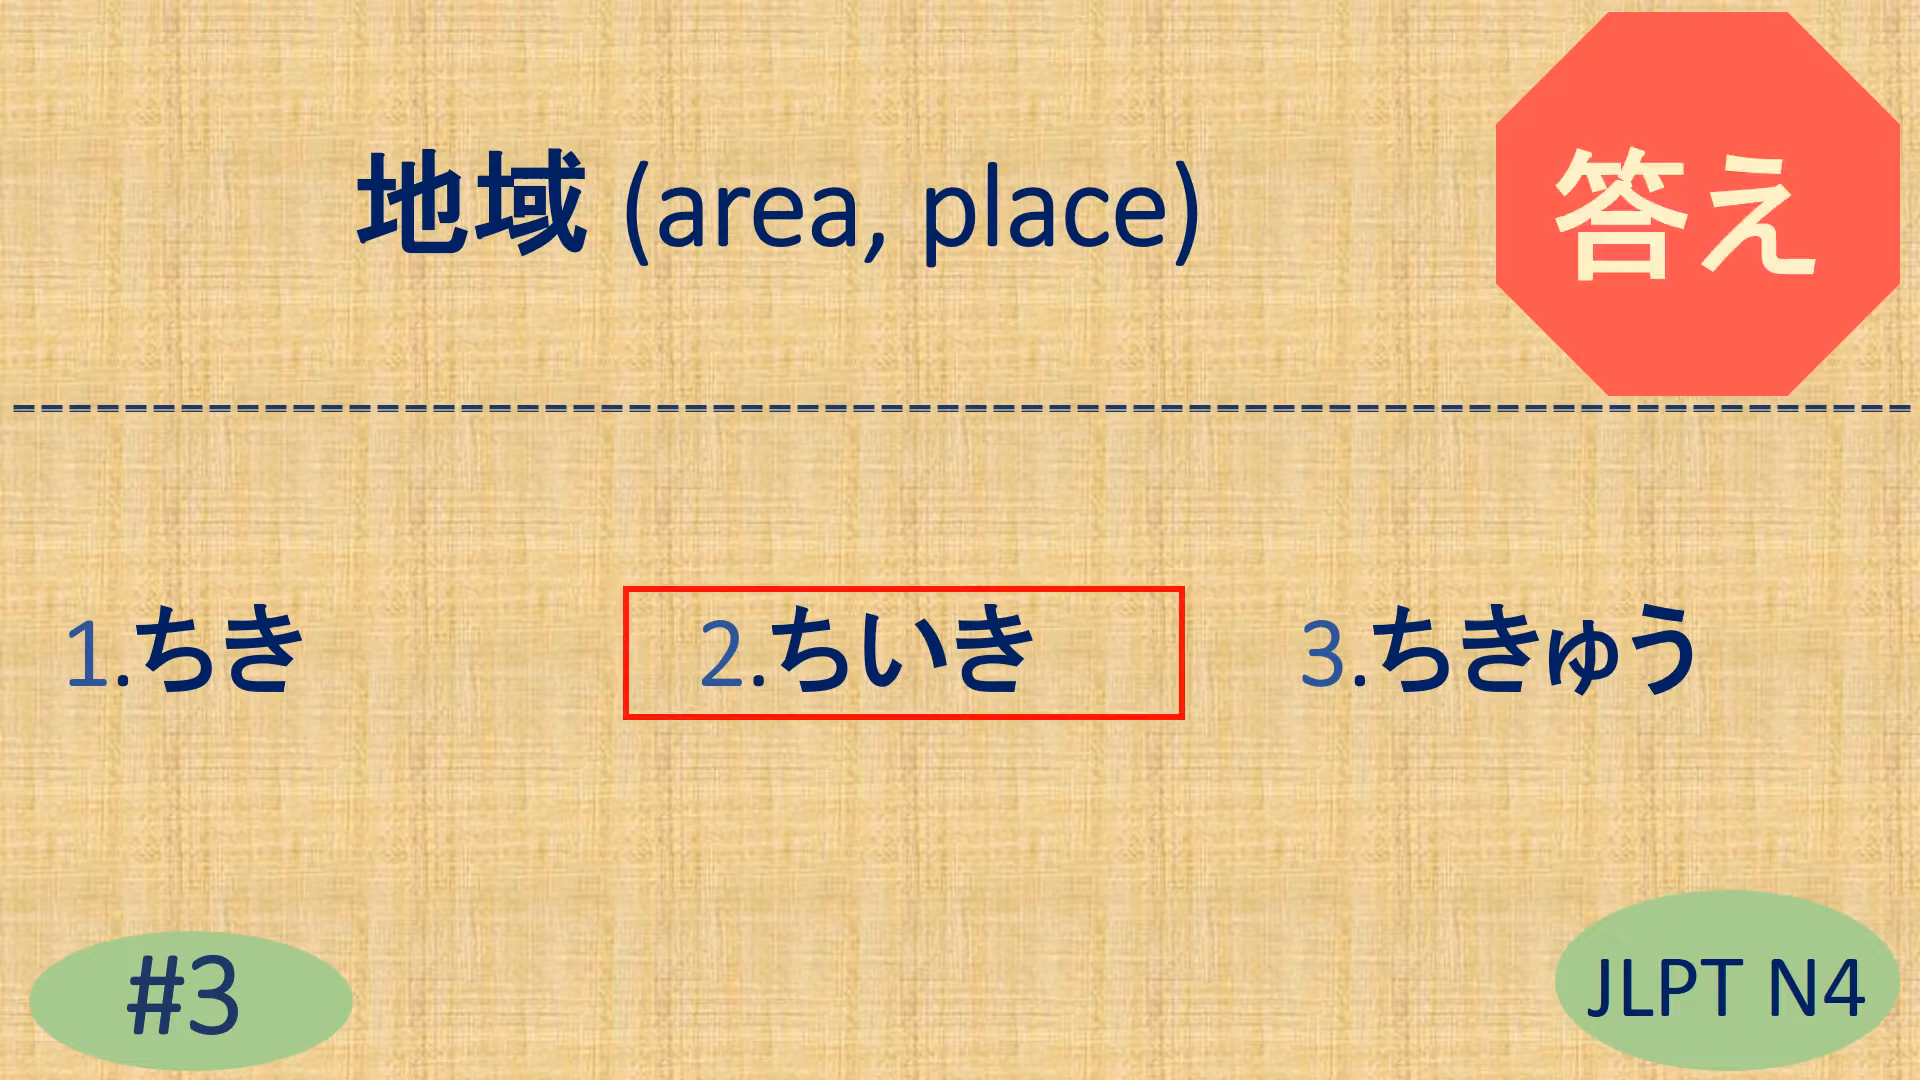 地域 (area, place)
答え
1.ちき
2.ちいき
3.ちきゅう
#3
JLPT N4